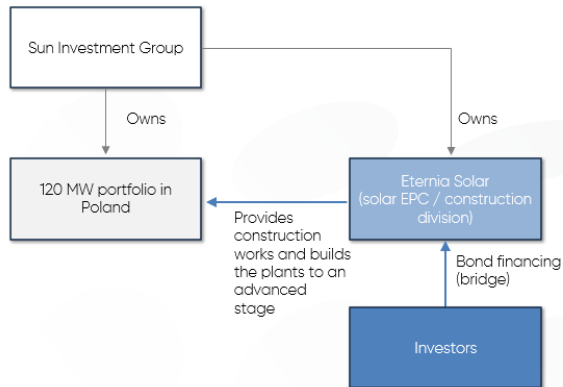 Sun Investment Group
Owns
Owns
120 MW portfolio in
Poland
Eternia Solar
(solar EPC / construction
division)
Provides
construction
works and builds
the plants to an
advanced
stage
Bond financing
(bridge)
Investors